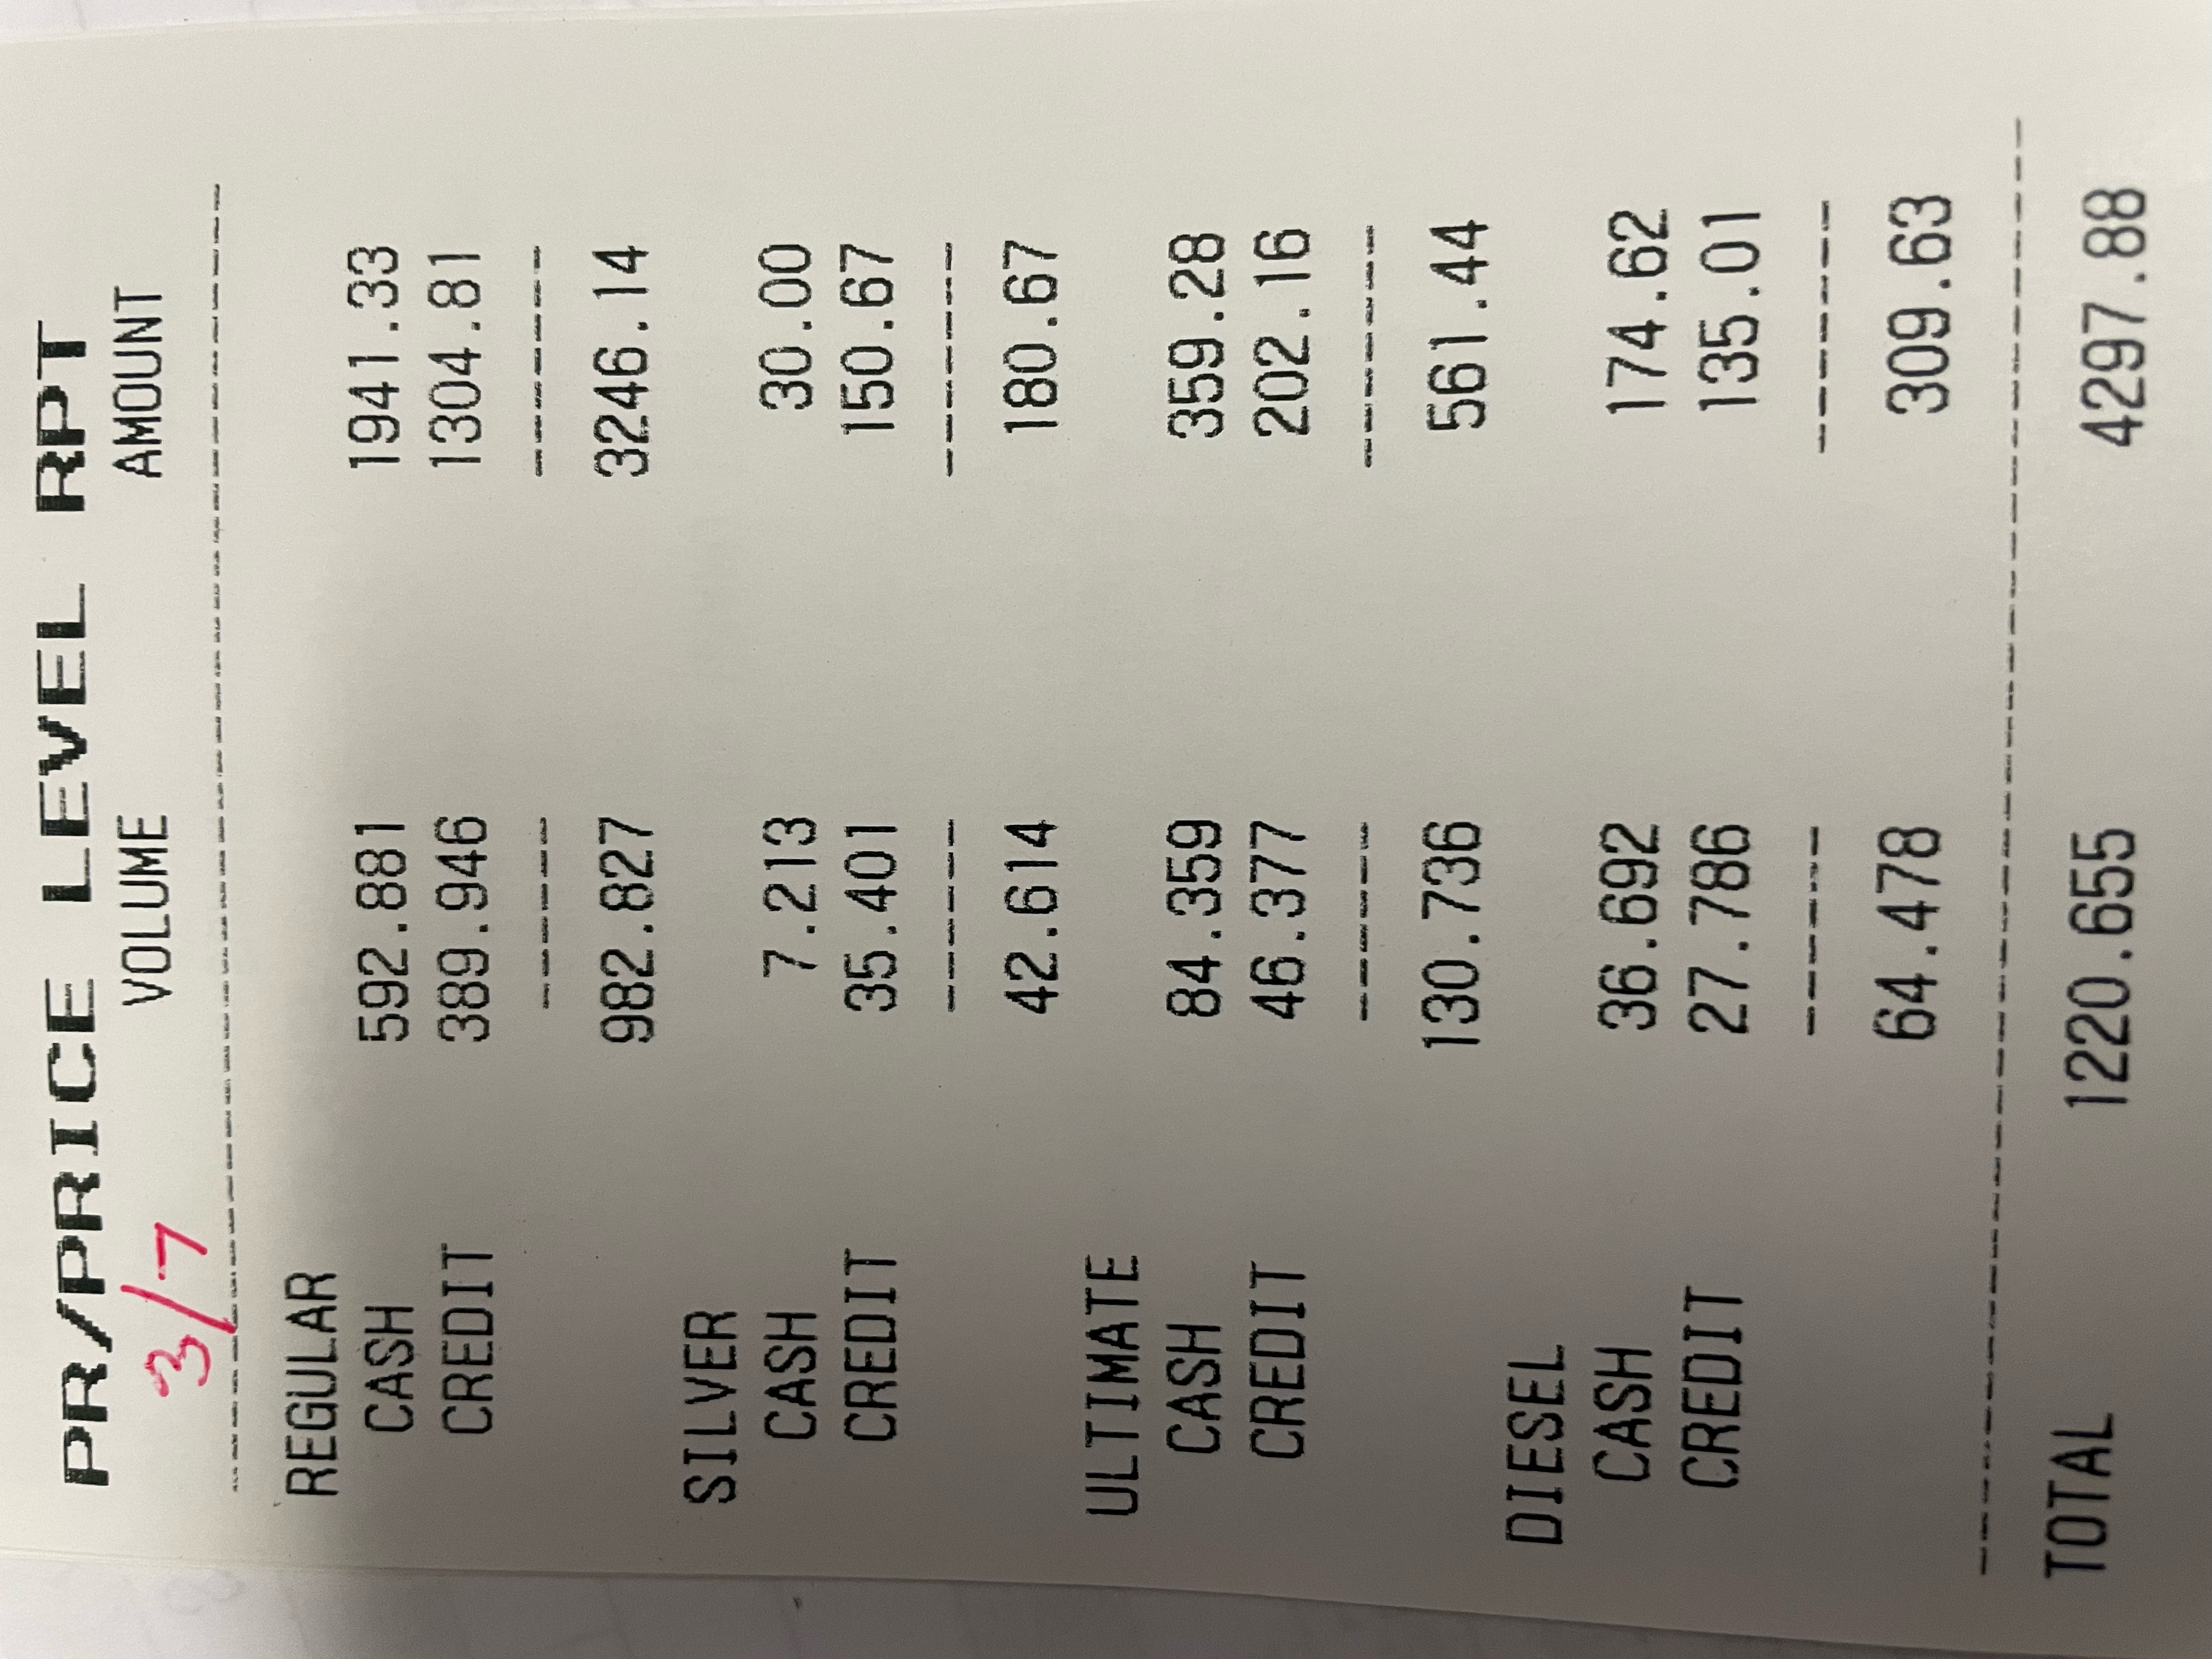 PR/PRICE LEVEL RPT
VOLUME AMOUNT
3/7
REGULAR
CASH 592.881 1941.33
CREDIT 389.946 1304.81
982.827 3246.14
SILVER
CASH 7.213 30.00
CREDIT 35.401 150.67
42.614 180.67
ULTIMATE
CASH 84.359 359.28
CREDIT 46.377 202.16
130.736 561.44
DIESEL
CASH 36.692 174.62
CREDIT 27.786 135.01
64.478 309.63
TOTAL 1220.655 4297.88